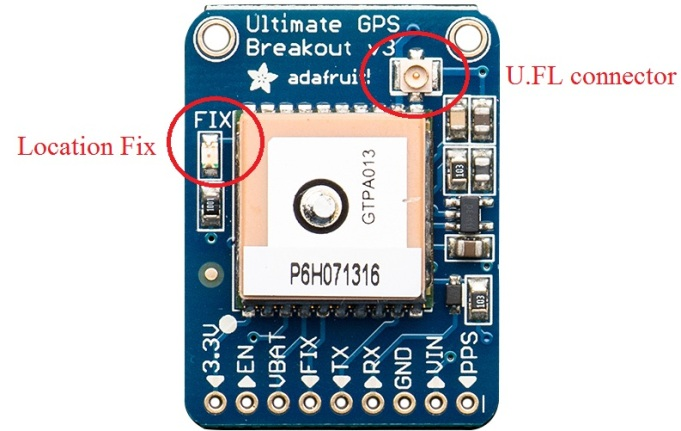 Ultimate GPS
Breakout v3
adafruit!
U.FL connector
FIX
Location Fix
GTPA013
103
1001
P6H071316
103
3.3V
EN
VBAT
FIX
TX
RX
GND
VIN
PPS